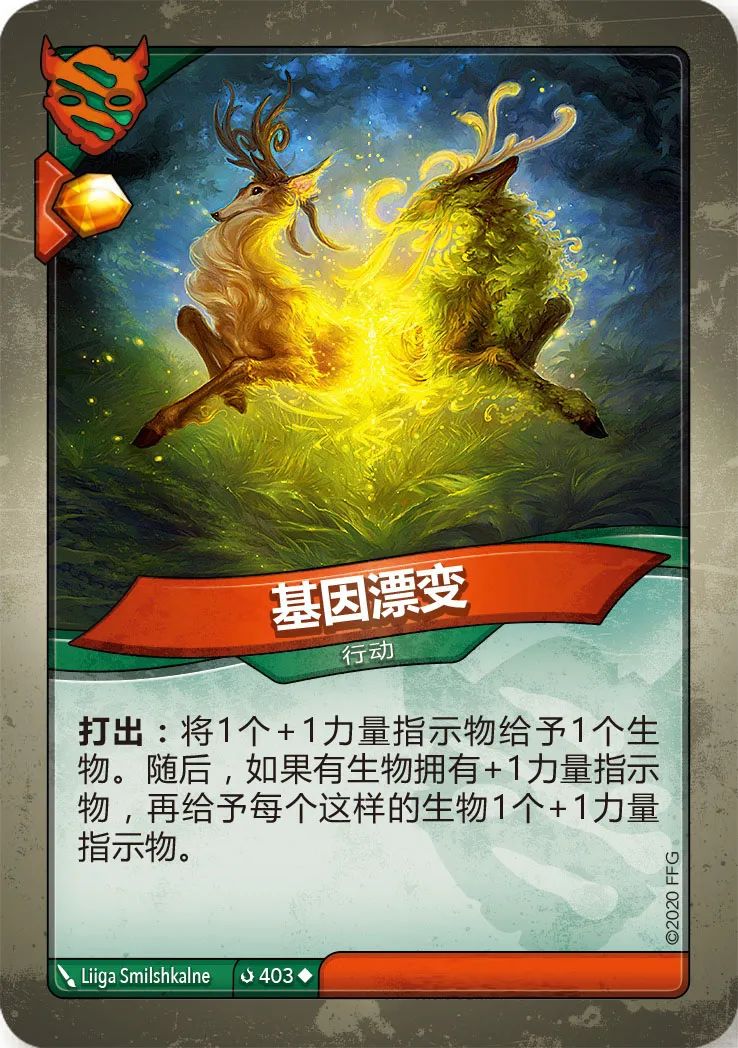 基因漂变
行动
打出：将1个+1力量指示物给予1个生
物。随后，如果有生物拥有+1力量指示
物，再给予每个这样的生物1个+1力量
指示物。
©2020 FFG
Liiga Smilshkalne
403